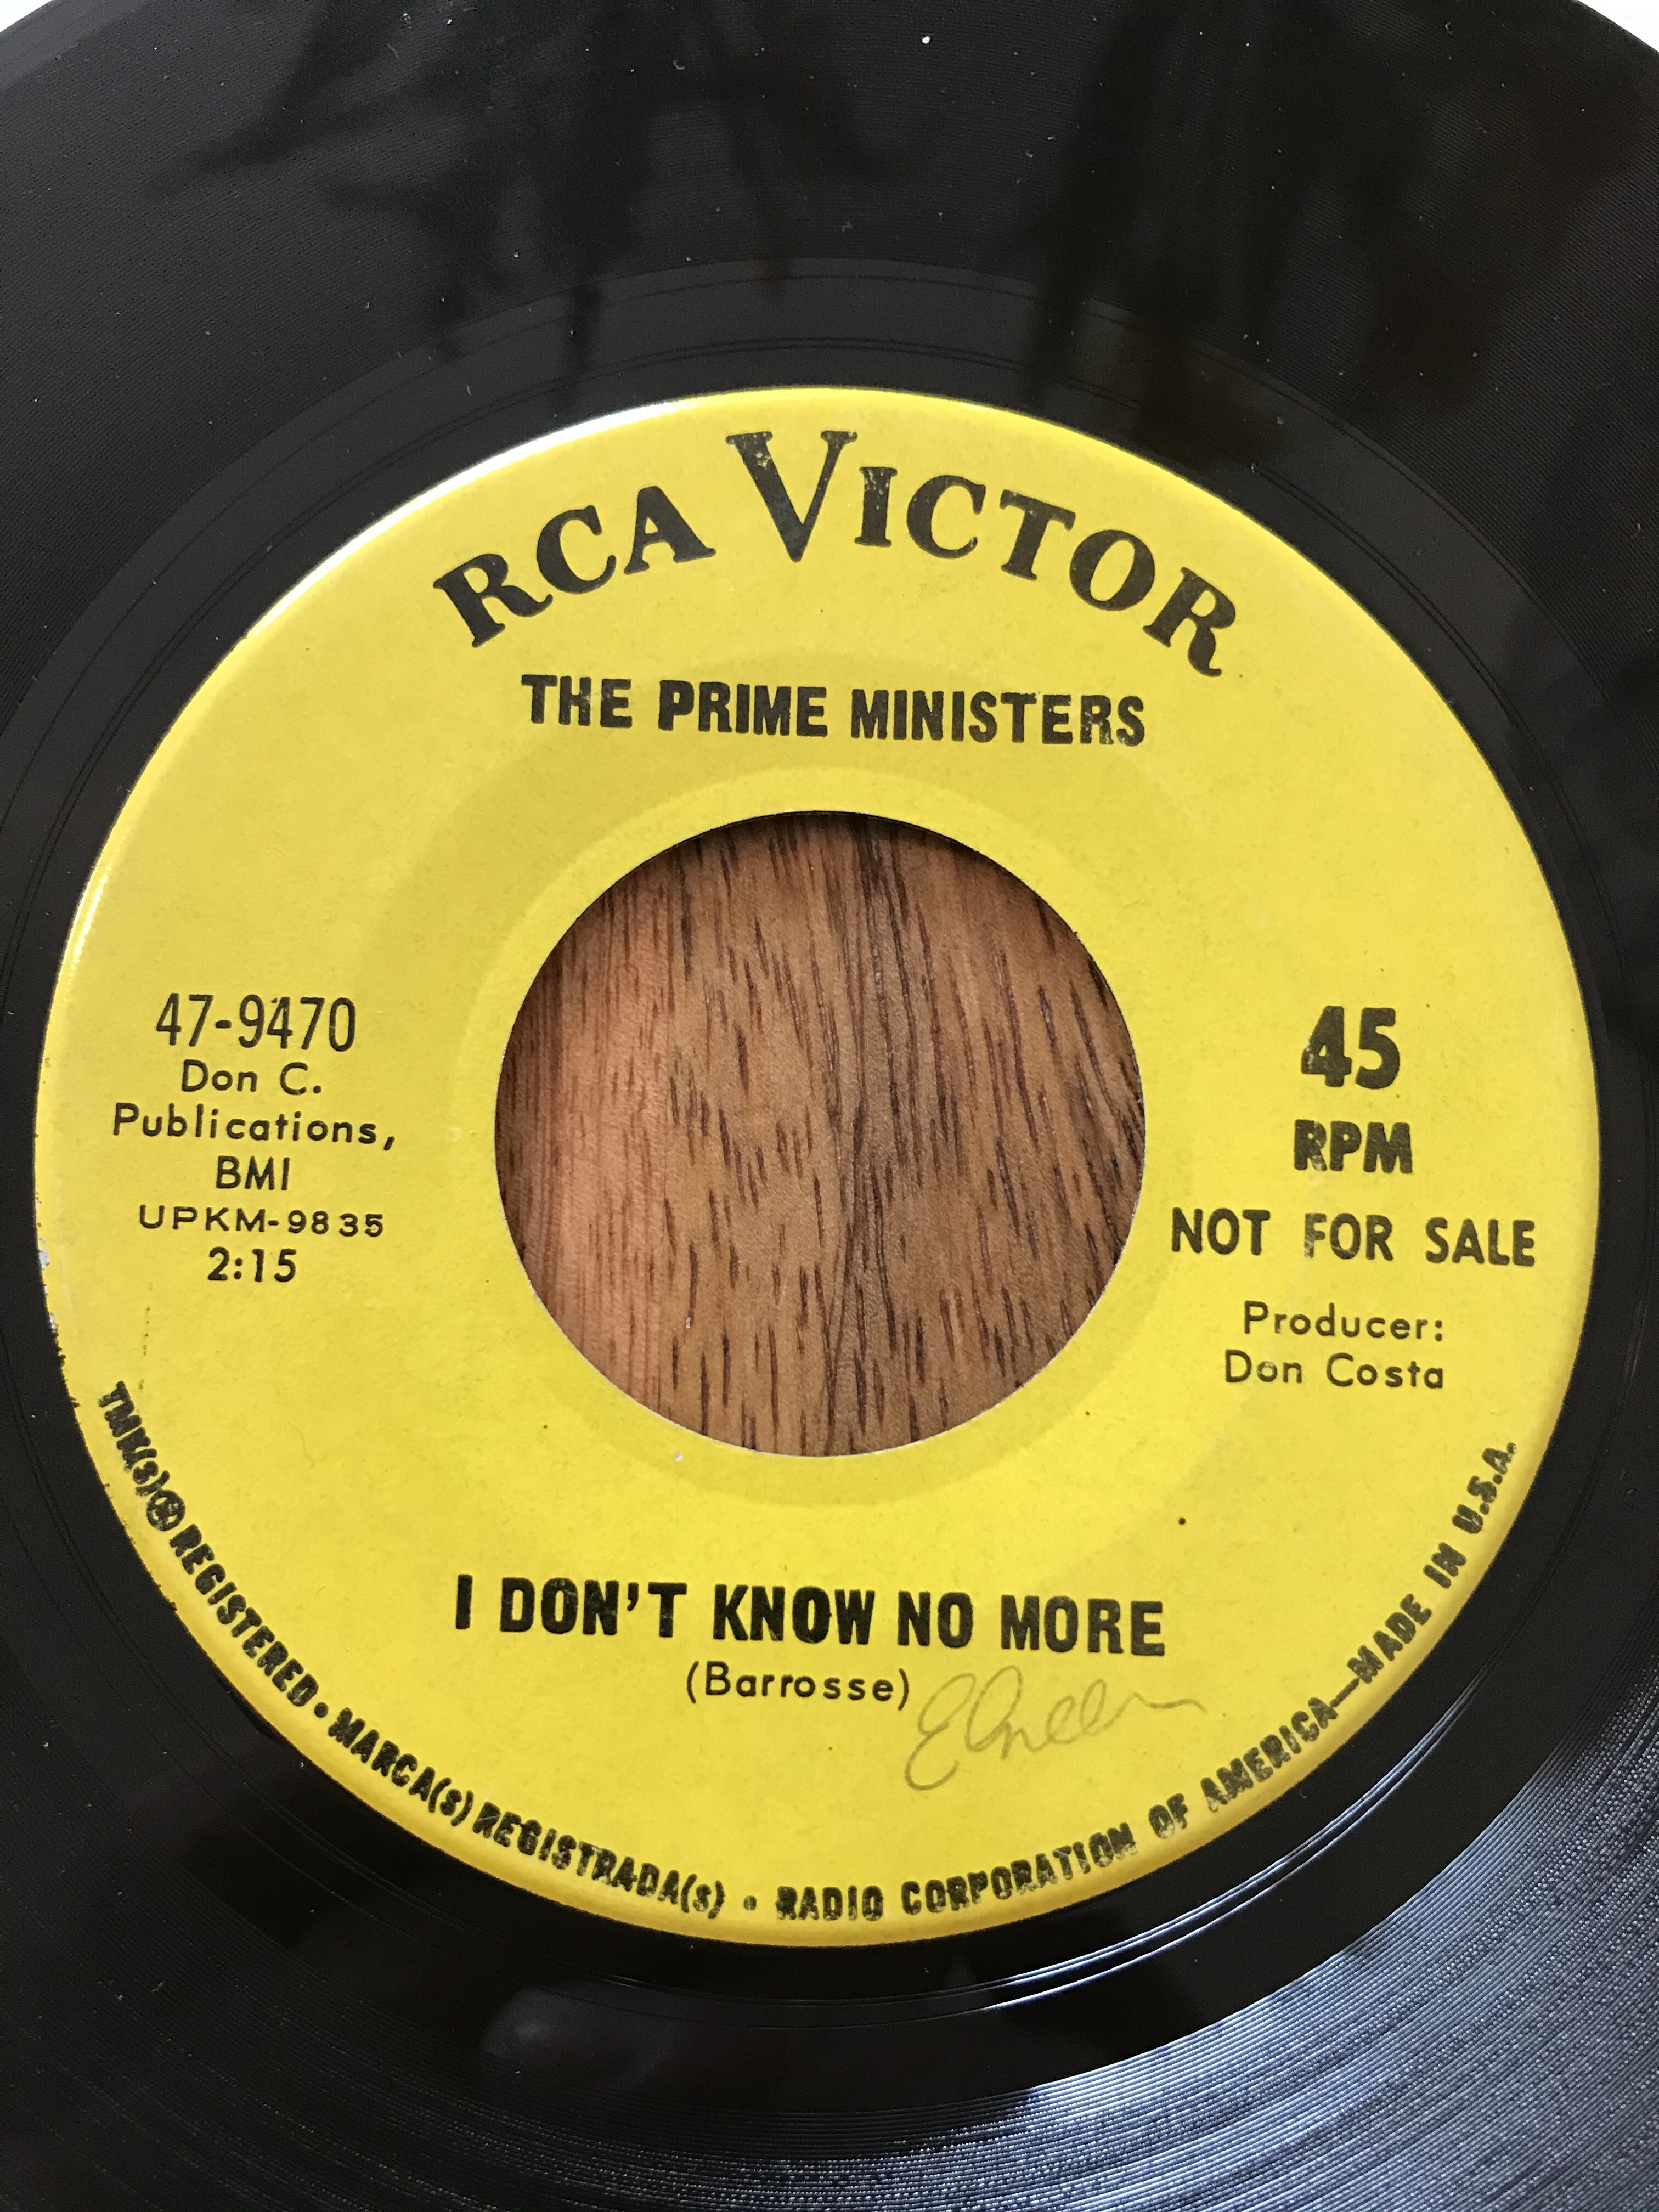 RCA VICTOR
THE PRIME MINISTERS
47-9470
Don C.
Publications,
BMI
UPKM-9835
2:15
45
RPM
NOT FOR SALE
Producer:
Don Costa
I DON'T KNOW NO MORE
(Barrosse)
TMK(s) ® REGISTERED • MARCA(s) REGISTRADA(s) • RADIO CORPORATION OF AMERICA—MADE IN U.S.A.